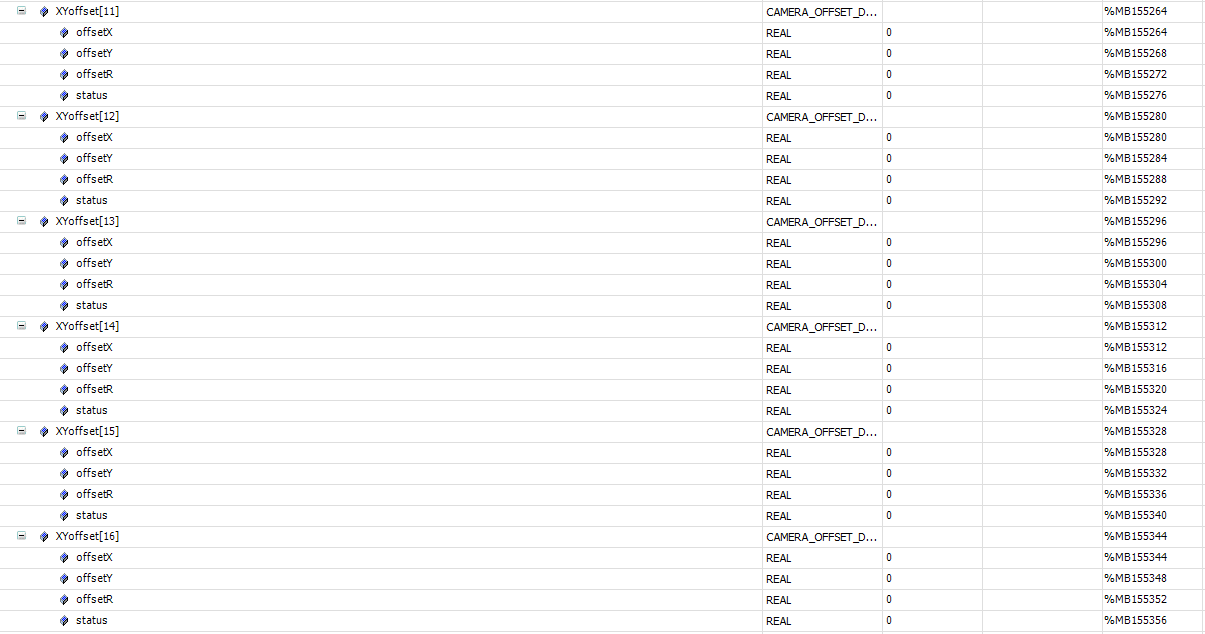 XYoffset[11] CAMERA_OFFSET_D... %MB155264
offsetX REAL 0 %MB155264
offsetY REAL 0 %MB155268
offsetR REAL 0 %MB155272
status REAL 0 %MB155276
XYoffset[12] CAMERA_OFFSET_D... %MB155280
offsetX REAL 0 %MB155280
offsetY REAL 0 %MB155284
offsetR REAL 0 %MB155288
status REAL 0 %MB155292
XYoffset[13] CAMERA_OFFSET_D... %MB155296
offsetX REAL 0 %MB155296
offsetY REAL 0 %MB155300
offsetR REAL 0 %MB155304
status REAL 0 %MB155308
XYoffset[14] CAMERA_OFFSET_D... %MB155312
offsetX REAL 0 %MB155312
offsetY REAL 0 %MB155316
offsetR REAL 0 %MB155320
status REAL 0 %MB155324
XYoffset[15] CAMERA_OFFSET_D... %MB155328
offsetX REAL 0 %MB155328
offsetY REAL 0 %MB155332
offsetR REAL 0 %MB155336
status REAL 0 %MB155340
XYoffset[16] CAMERA_OFFSET_D... %MB155344
offsetX REAL 0 %MB155344
offsetY REAL 0 %MB155348
offsetR REAL 0 %MB155352
status REAL 0 %MB155356